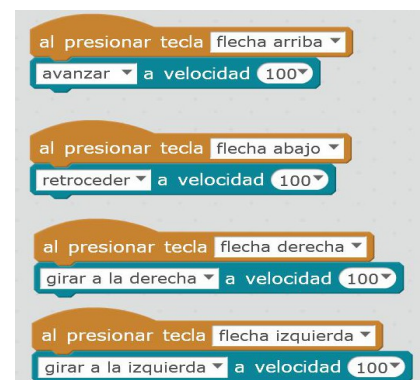 al presionar tecla flecha arriba
avanzar a velocidad 100
al presionar tecla flecha abajo
retroceder a velocidad 100
al presionar tecla flecha derecha
girar a la derecha a velocidad 100
al presionar tecla flecha izquierda
girar a la izquierda a velocidad 100